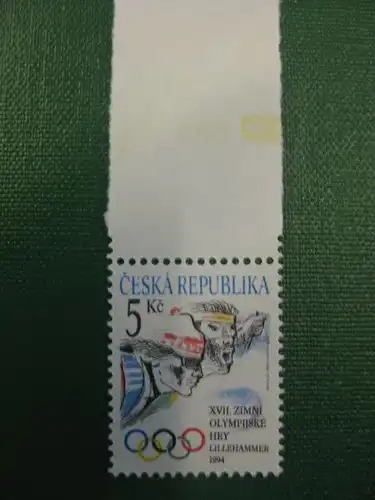 ČESKÁ REPUBLIKA
5 Kč
XVII. ZIMNÍ
OLYMPIJSKÉ
HRY
LILLEHAMMER
1994